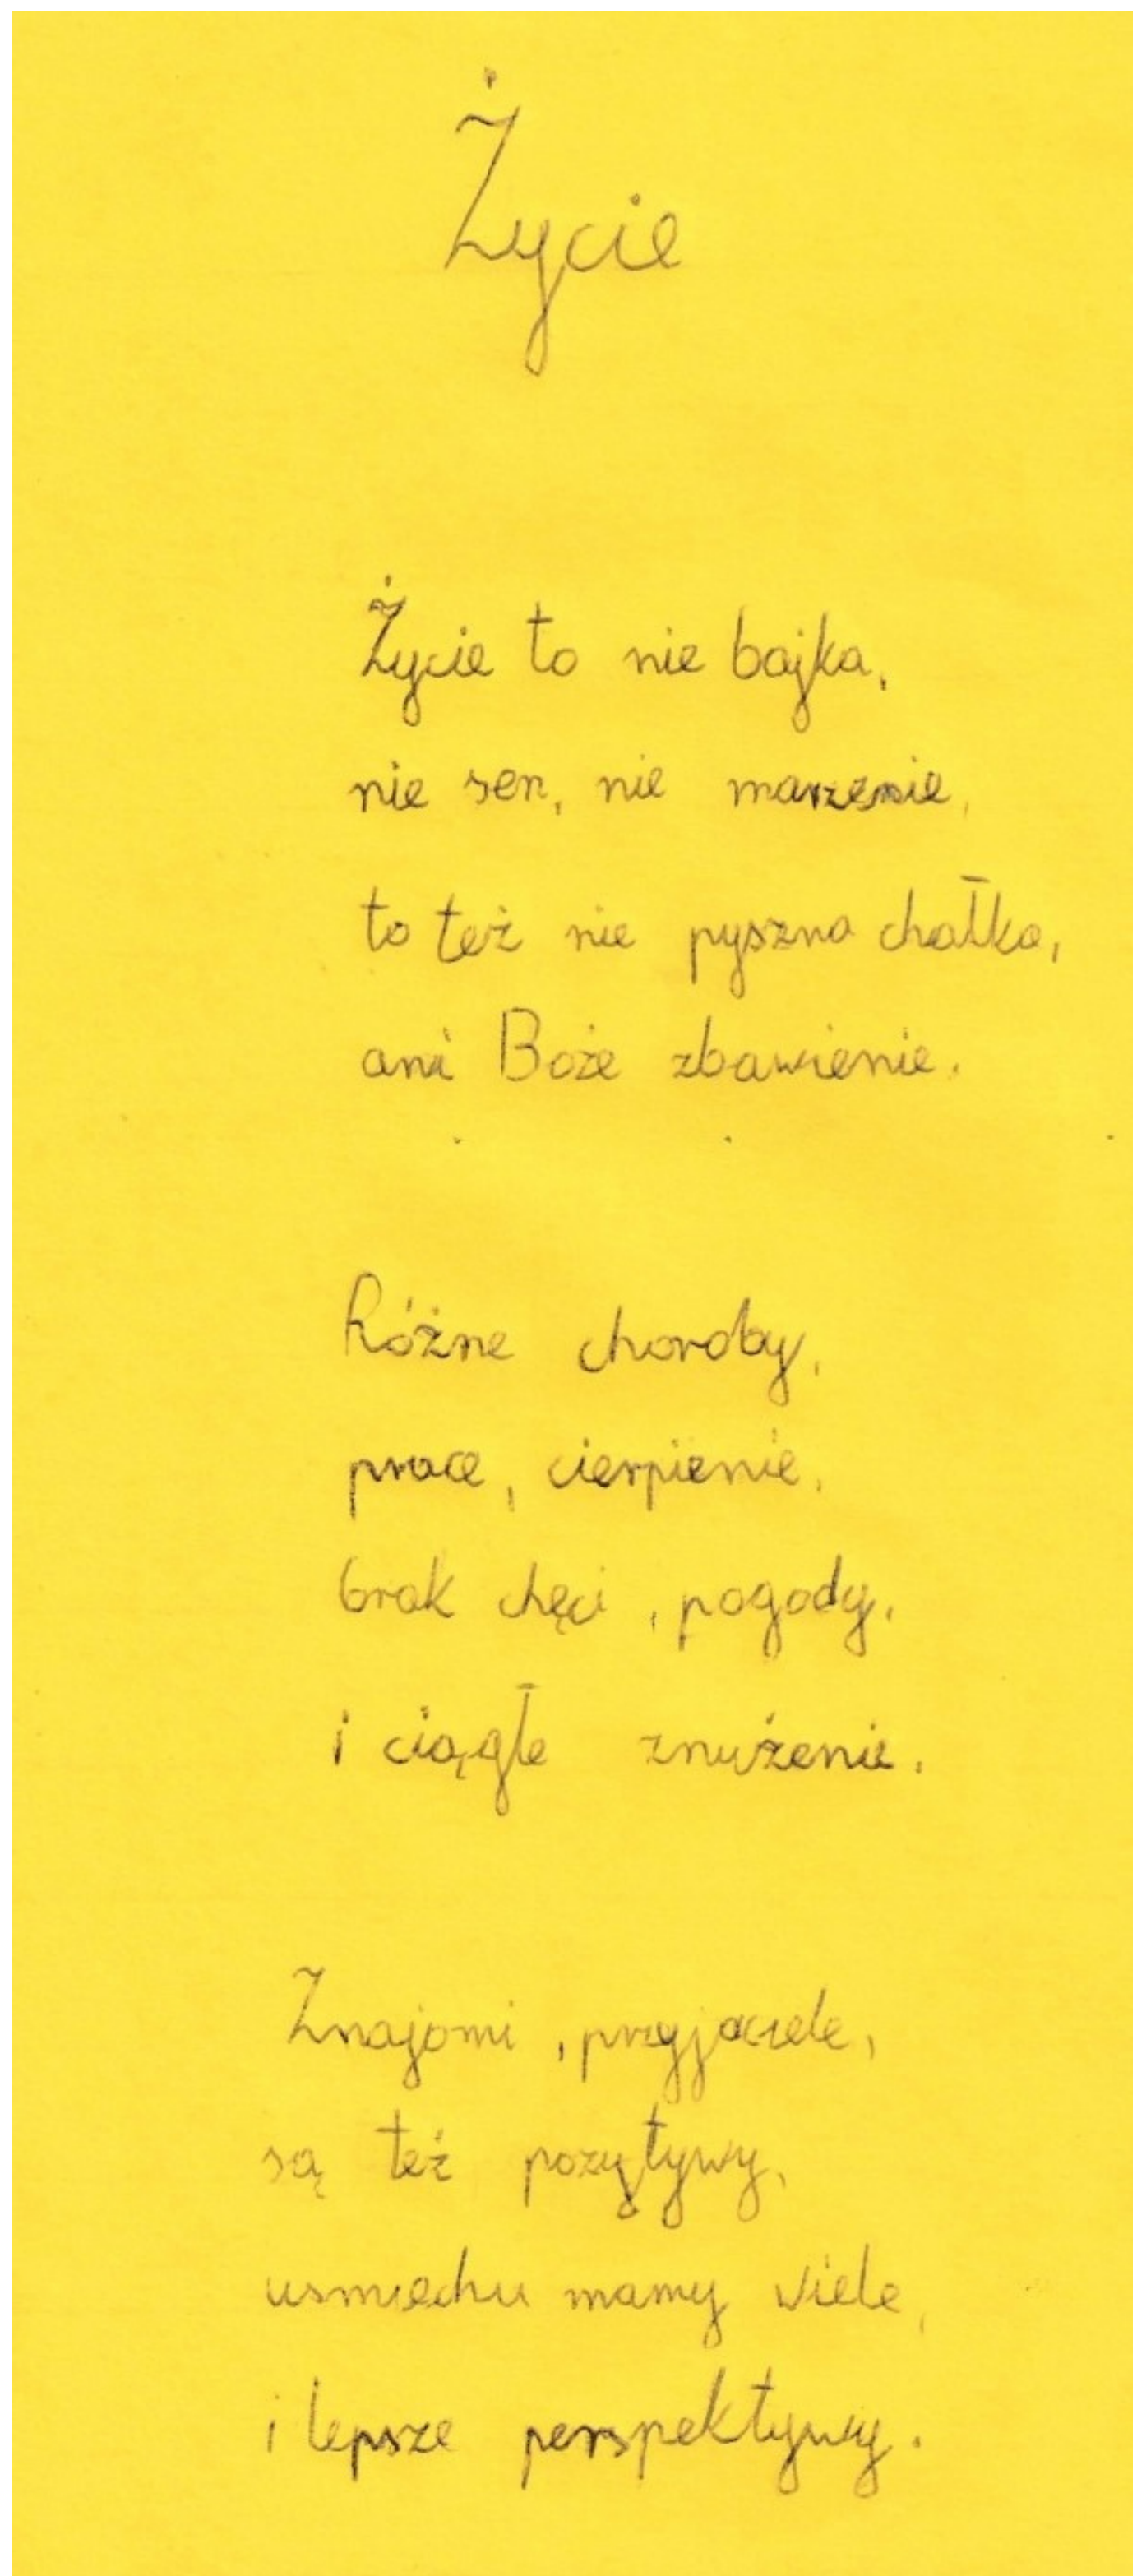 Życie
Życie to nie bajka,
nie sen, nie marzenie,
to też nie pyszna chałka,
ani Boże zbawienie.
Różne choroby,
prace, cierpienie,
brak chęci, pogody,
i ciągłe znużenie.
Znajomi, przyjaciele,
są też pozytywy,
usmiechu mamy wiele,
i lepsze perspektywy.